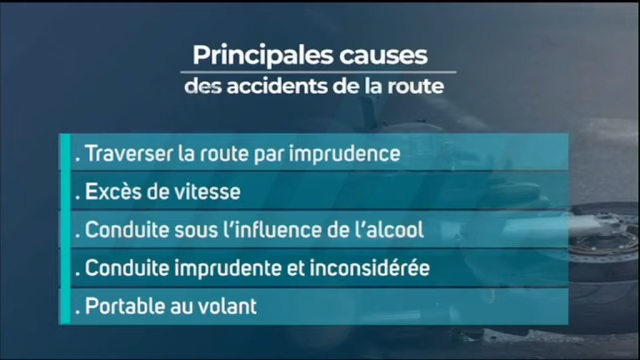 Principales causes
des accidents de la route
. Traverser la route par imprudence
. Excès de vitesse
. Conduite sous l'influence de l'alcool
. Conduite imprudente et inconsidérée
. Portable au volant